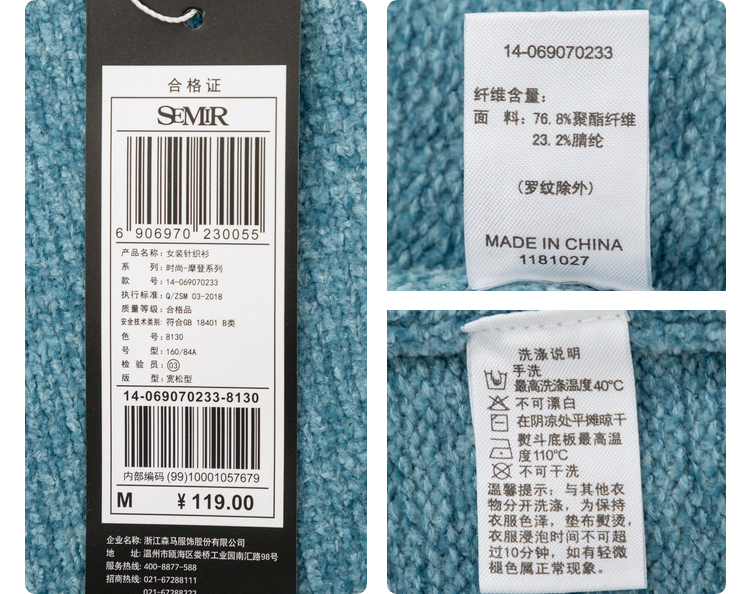 合格证
SEMIR
6 906970 230055
产品名称: 女装针织衫
系 列: 时尚-摩登系列
款 号: 14-069070233
执行标准: Q/ZSM 03-2018
质量等级: 合格品
安全技术类别: 符合GB 18401 B类
色 号: 8130
号 型: 160/84A
检 验 员: 03
版 型: 宽松型
14-069070233-8130
内部编码 (99)10001057679
M ¥ 119.00
企业名称: 浙江森马服饰股份有限公司
地 址: 温州市瓯海区娄桥工业园南汇路98号
服务热线: 400-8877-588
招商热线: 021-67288111
021-67288222
14-069070233
纤维含量:
面 料: 76.8%聚酯纤维
23.2%腈纶
(罗纹除外)
MADE IN CHINA
1181027
洗涤说明
手洗
最高洗涤温度40℃
不可漂白
在阴凉处平摊晾干
熨斗底板最高温
度110℃
不可干洗
温馨提示: 与其他衣
物分开洗涤, 为保持
衣服色泽, 垫布熨烫,
衣服浸泡时间不可超
过10分钟, 如有轻微
褪色属正常现象。